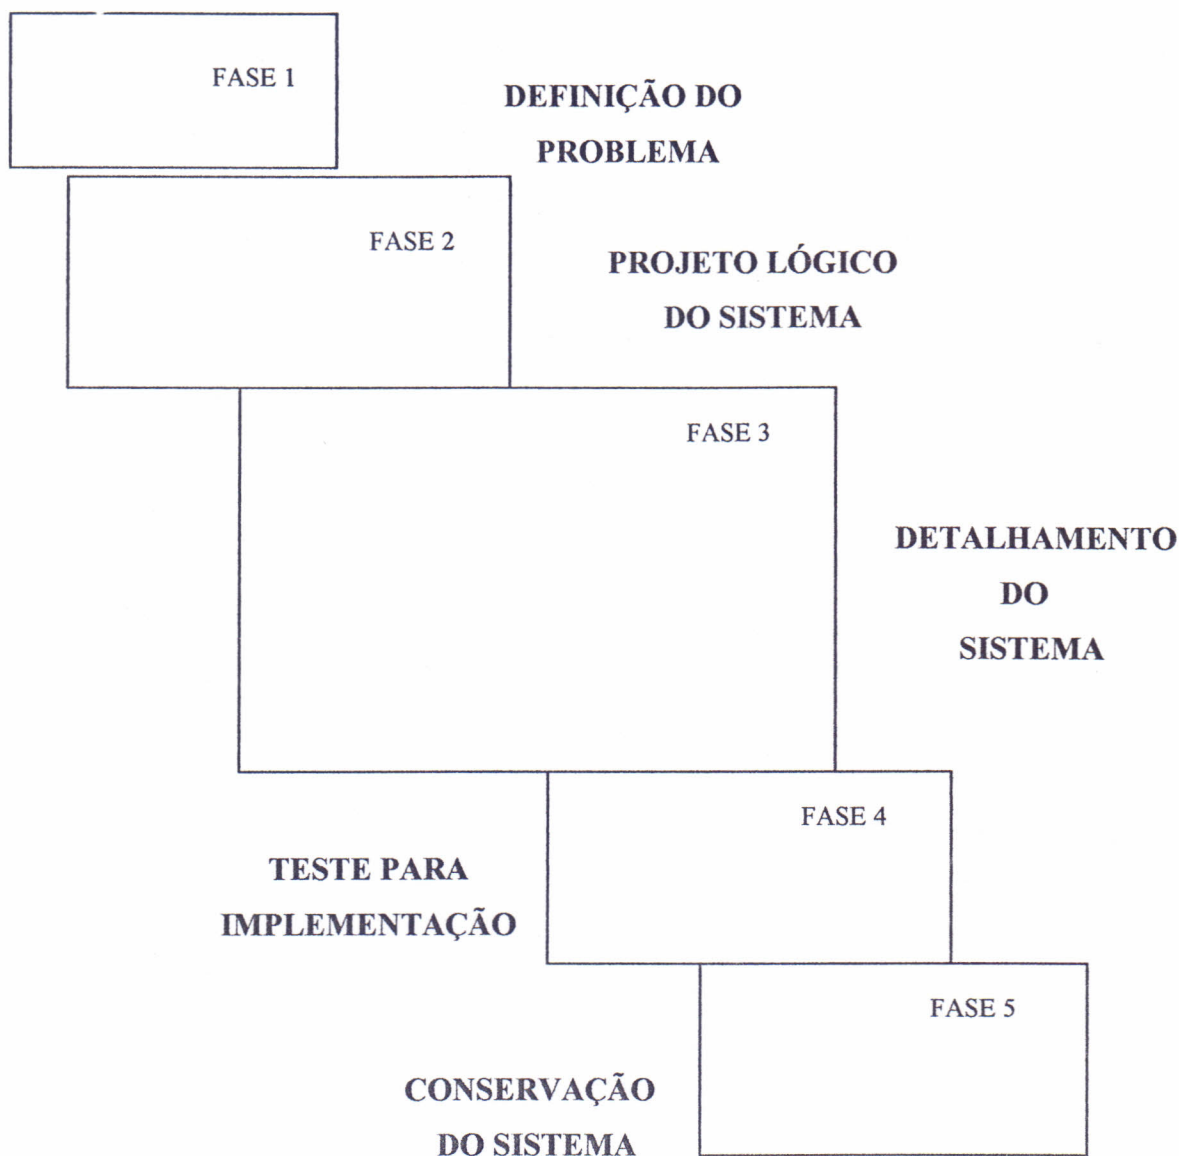 FASE 1
DEFINIÇÃO DO
PROBLEMA
FASE 2
PROJETO LÓGICO
DO SISTEMA
FASE 3
DETALHAMENTO
DO
SISTEMA
FASE 4
TESTE PARA
IMPLEMENTAÇÃO
FASE 5
CONSERVAÇÃO
DO SISTEMA